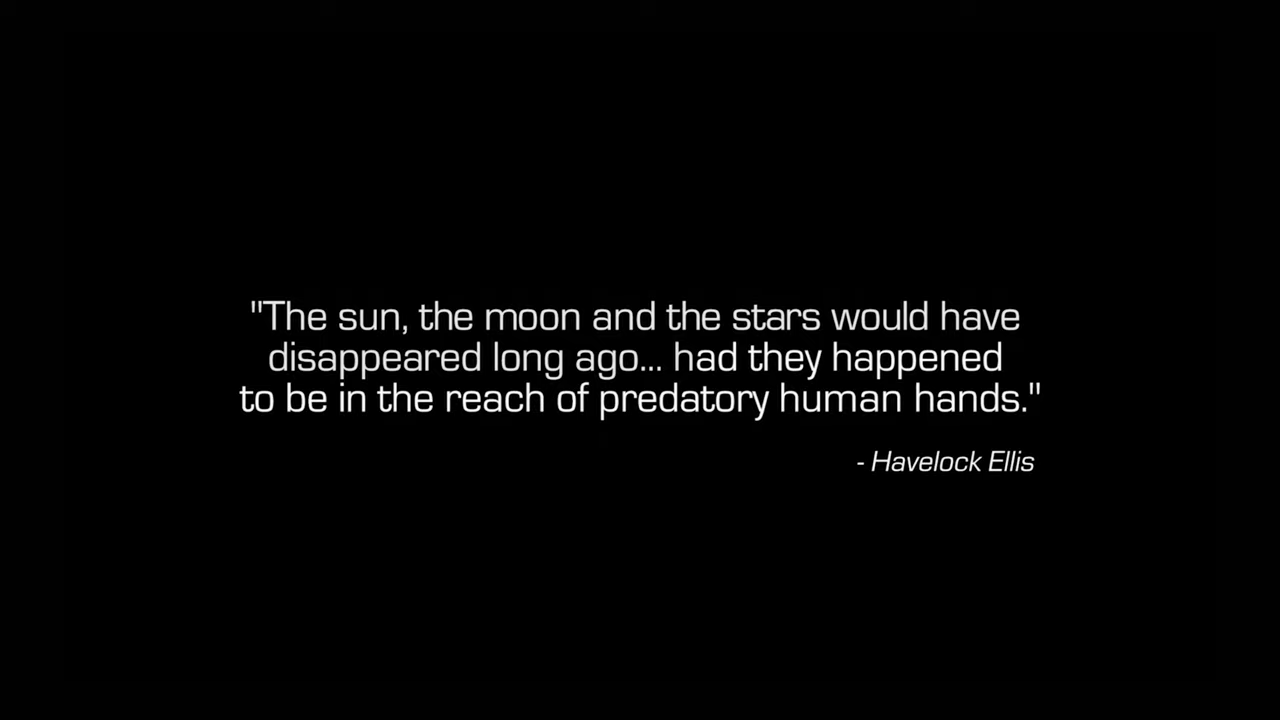 "The sun, the moon and the stars would have
disappeared long ago... had they happened
to be in the reach of predatory human hands."
- Havelock Ellis